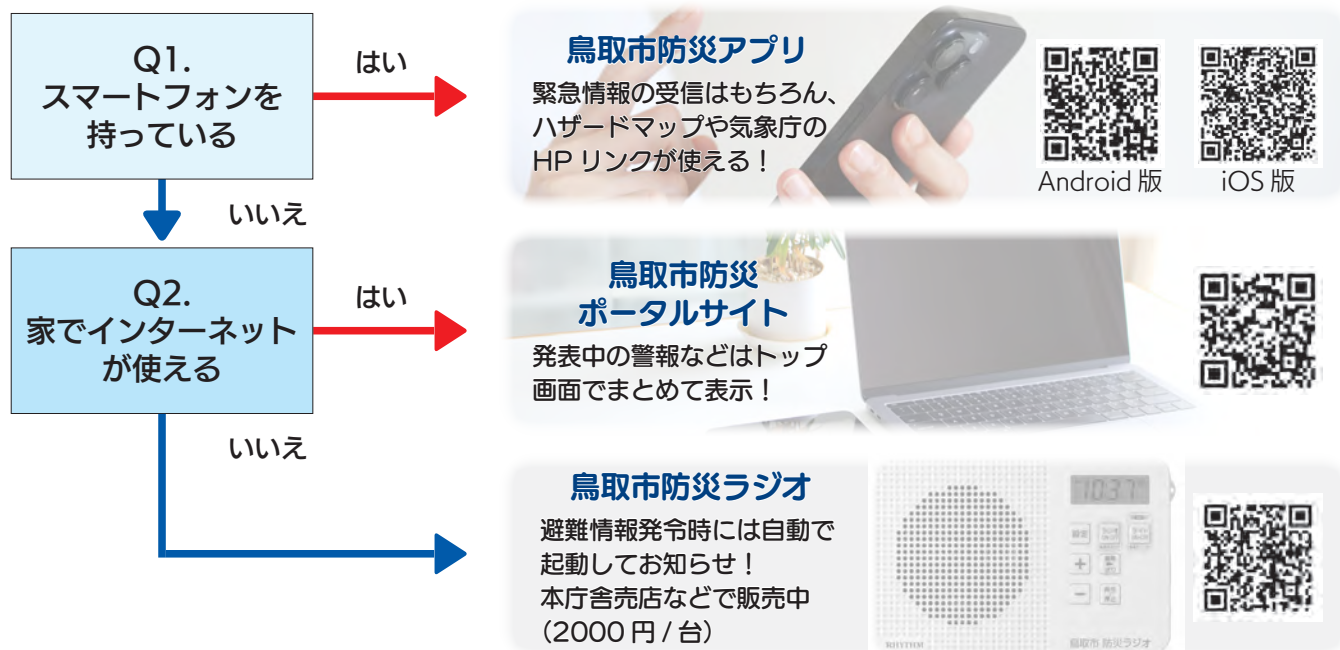 Q1.
スマートフォンを
持っている
はい
いいえ
鳥取市防災アプリ
緊急情報の受信はもちろん、
ハザードマップや気象庁の
HP リンクが使える！
Android 版
iOS 版
Q2.
家でインターネット
が使える
はい
いいえ
鳥取市防災
ポータルサイト
発表中の警報などはトップ
画面でまとめて表示！
鳥取市防災ラジオ
避難情報発令時には自動で
起動してお知らせ！
本庁舎売店などで販売中
（2000 円 / 台）
10:37
＋
－
RHYTHM
鳥取市 防災ラジオ